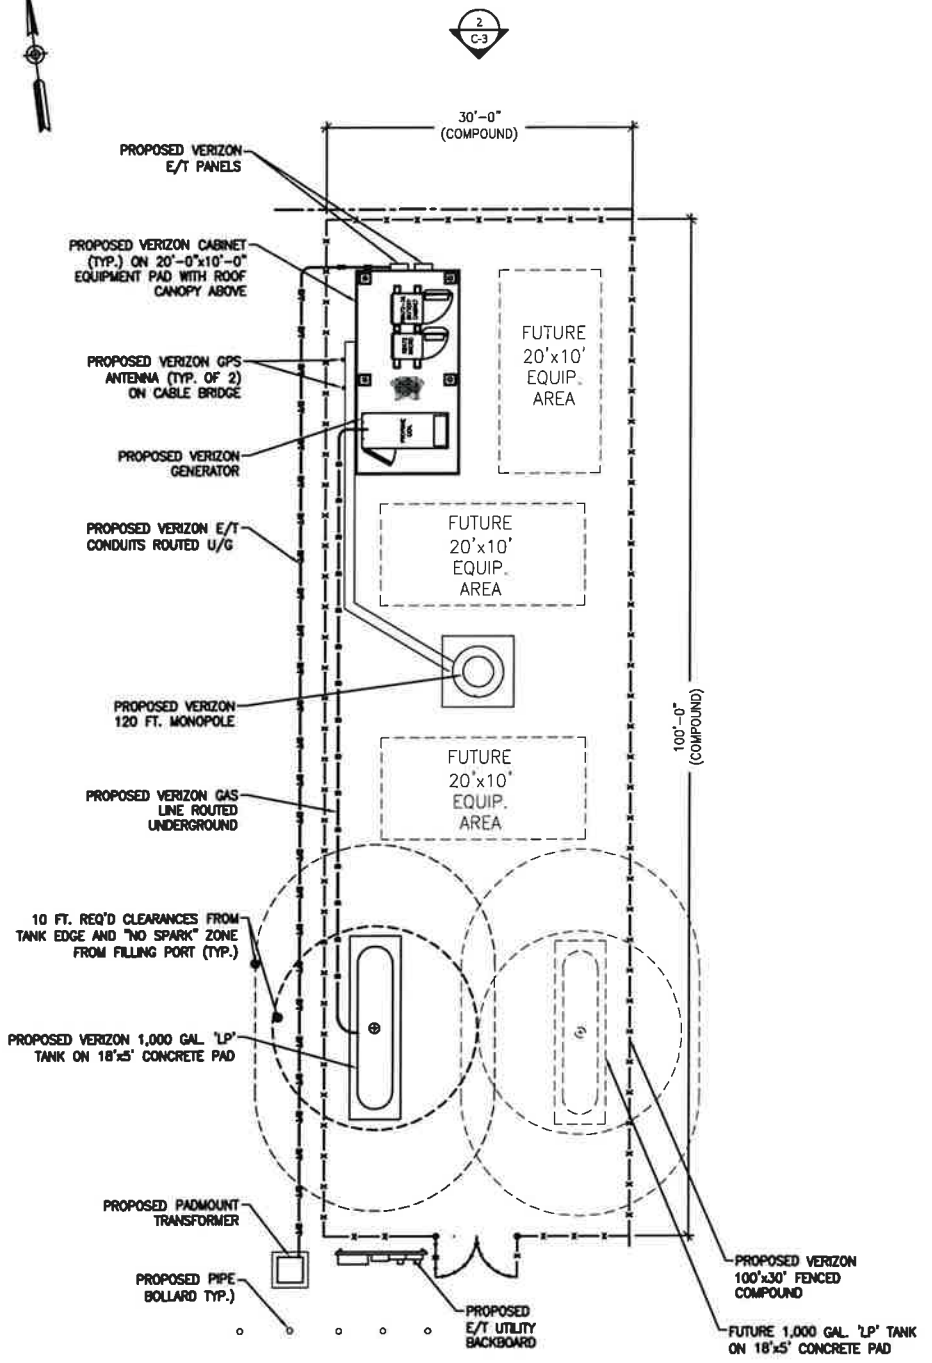 2
C-3
30'-0"
(COMPOUND)
PROPOSED VERIZON
E/T PANELS
PROPOSED VERIZON CABINET
(TYP.) ON 20'-0"x10'-0"
EQUIPMENT PAD WITH ROOF
CANOPY ABOVE
FUTURE
20'x10'
EQUIP.
AREA
PROPOSED VERIZON GPS
ANTENNA (TYP. OF 2)
ON CABLE BRIDGE
PROPOSED VERIZON
GENERATOR
PROPOSED VERIZON E/T
CONDUITS ROUTED U/G
FUTURE
20'x10'
EQUIP.
AREA
PROPOSED VERIZON
120 FT. MONOPOLE
100'-0"
(COMPOUND)
FUTURE
20'x10'
EQUIP.
AREA
PROPOSED VERIZON GAS
LINE ROUTED
UNDERGROUND
10 FT. REQ'D CLEARANCES FROM
TANK EDGE AND "NO SPARK" ZONE
FROM FILLING PORT (TYP.)
PROPOSED VERIZON 1,000 GAL. 'LP'
TANK ON 18'x5' CONCRETE PAD
PROPOSED PADMOUNT
TRANSFORMER
PROPOSED PIPE
BOLLARD TYP.)
PROPOSED
E/T UTILITY
BACKBOARD
PROPOSED VERIZON
100'x30' FENCED
COMPOUND
FUTURE 1,000 GAL. 'LP' TANK
ON 18'x5' CONCRETE PAD